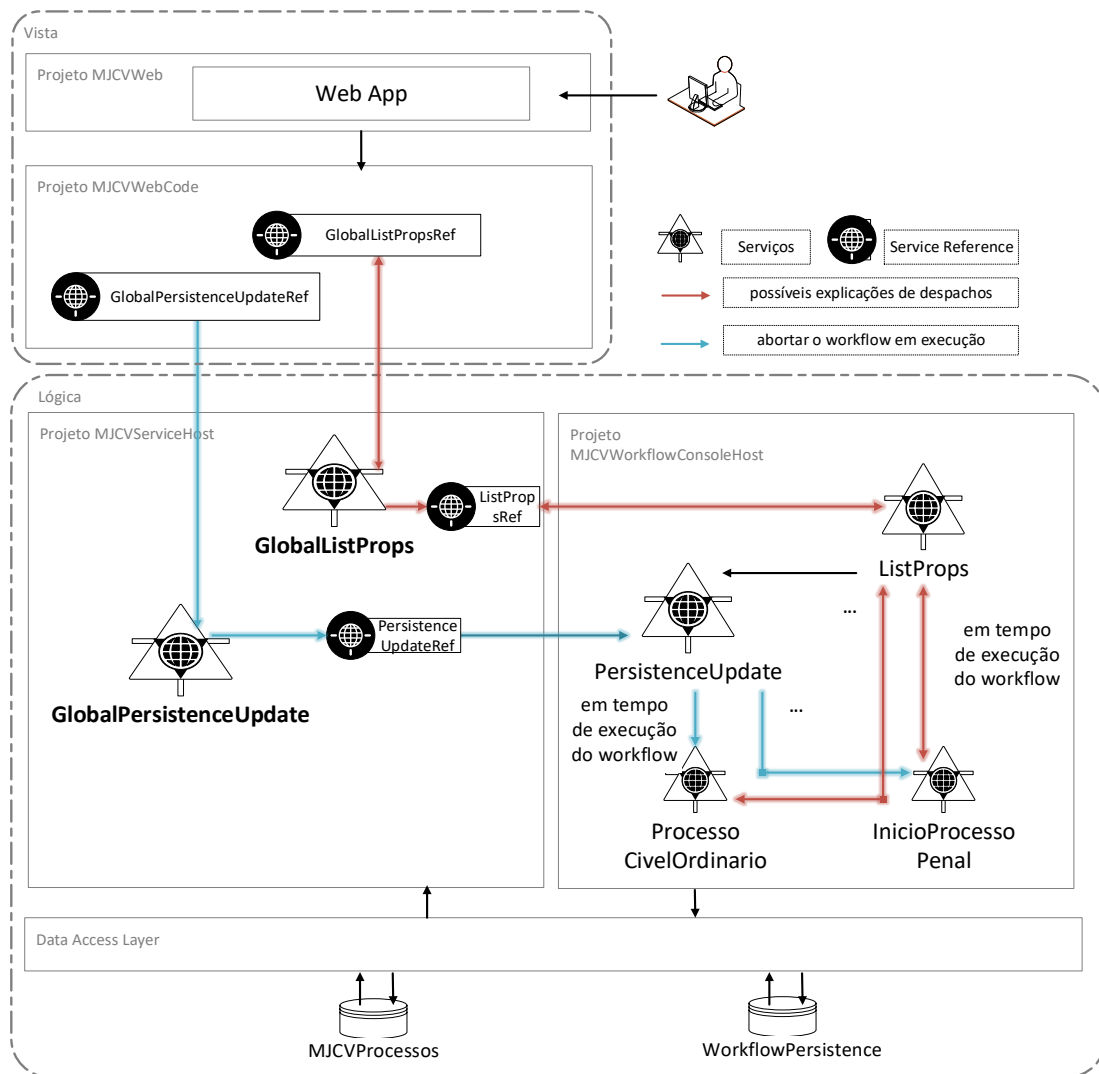 Vista
Projeto MJCVWeb
Web App
Projeto MJCVWebCode
GlobalListPropsRef
GlobalPersistenceUpdateRef
Serviços
Service Reference
possíveis explicações de despachos
abortar o workflow em execução
Lógica
Projeto MJCVServiceHost
Projeto
MJCVWorkflowConsoleHost
ListProp
sRef
GlobalListProps
ListProps
...
Persistence
UpdateRef
PersistenceUpdate
GlobalPersistenceUpdate
em tempo
de execução
do workflow
...
em tempo
de execução
do workflow
Processo
CivelOrdinario
InicioProcesso
Penal
Data Access Layer
MJCVProcessos
WorkflowPersistence